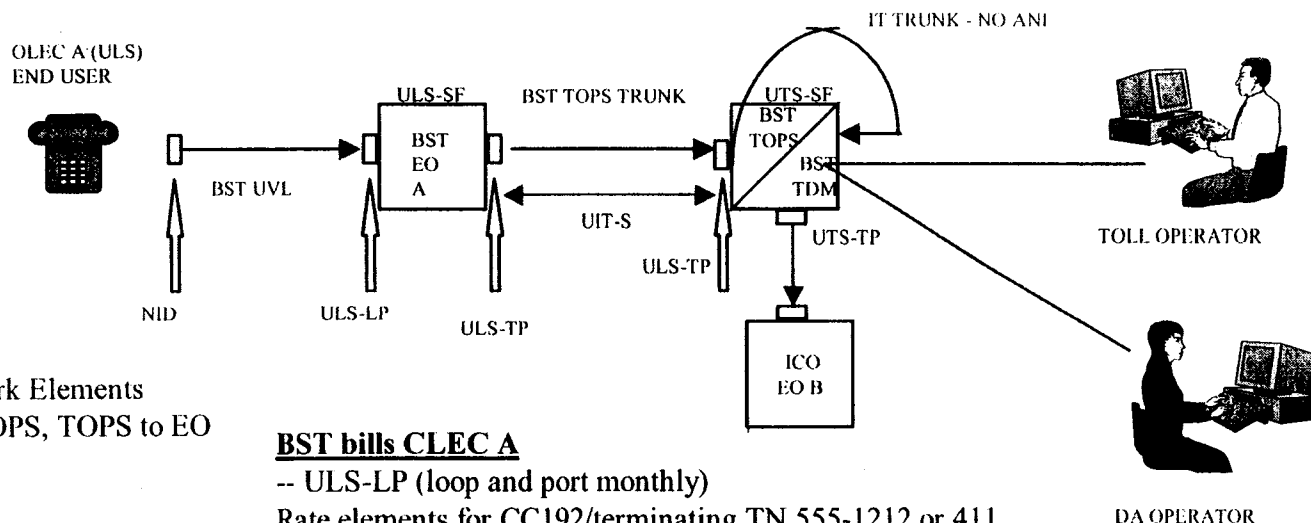 IT TRUNK - NO ANI
OLEC A (ULS)
END USER
ULS-SF
BST TOPS TRUNK
UTS-SF
BST
EO
A
BST
TOPS
BST
TDM
BST UVL
UIT-S
UTS-TP
TOLL OPERATOR
ULS-TP
NID
ULS-LP
ULS-TP
ICO
EO B
rk Elements
OPS, TOPS to EO
BST bills CLEC A
-- ULS-LP (loop and port monthly)
Rate elements for CC192/terminating TN 555-1212 or 411
DA OPERATOR